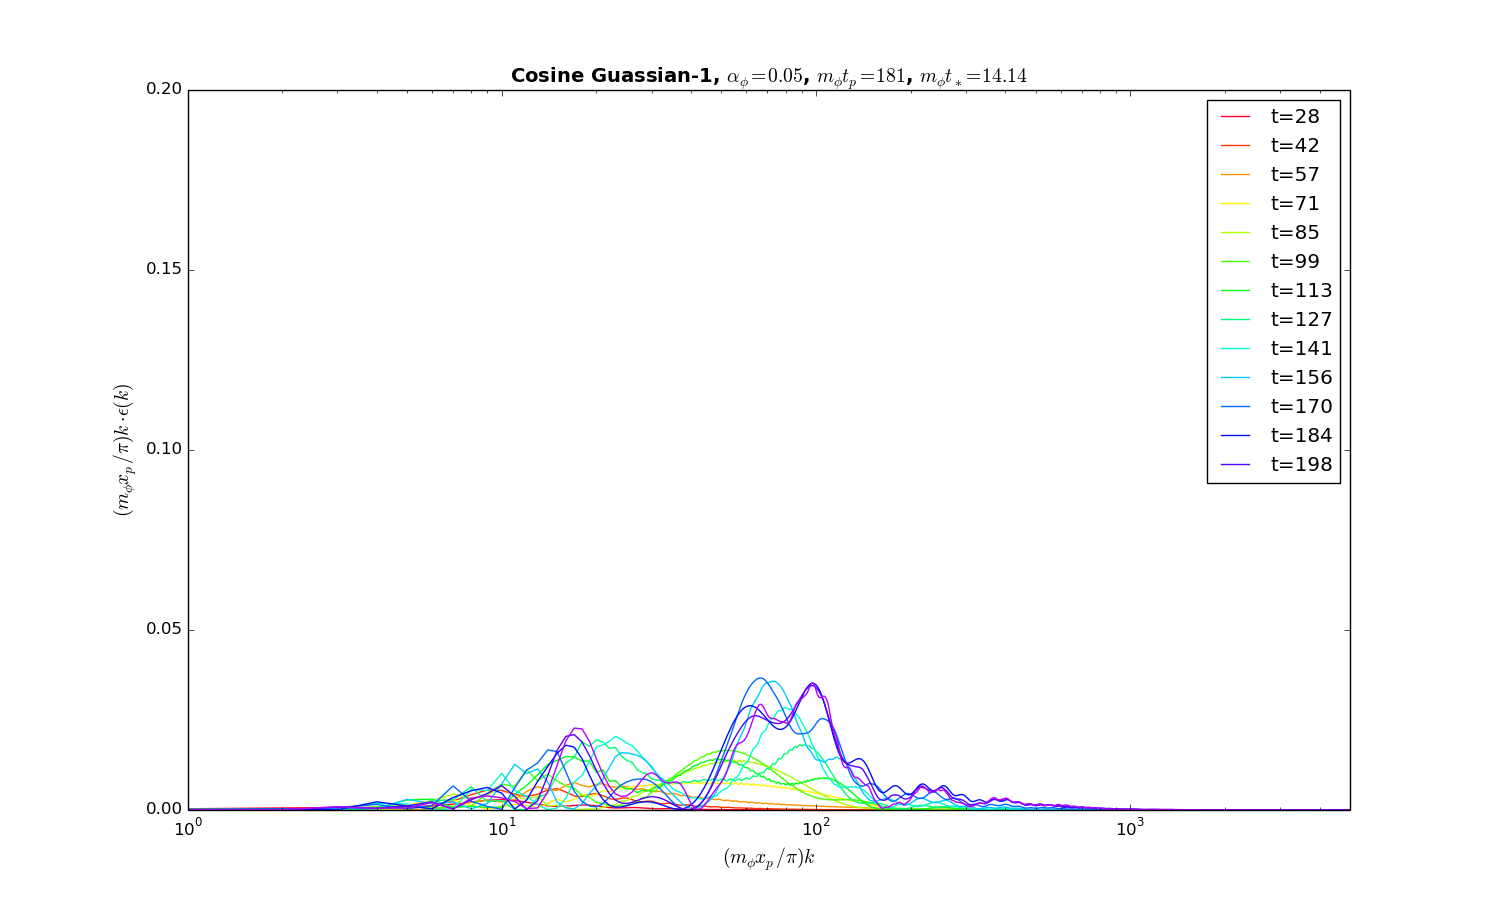 Cosine Guassian-1, αϕ=0.05, mϕtp=181, mϕt*=14.14
0.20
0.15
0.10
0.05
0.00
(mϕxp/π)k·ϵ(k)
10^0
10^1
10^2
10^3
(mϕxp/π)k
t=28
t=42
t=57
t=71
t=85
t=99
t=113
t=127
t=141
t=156
t=170
t=184
t=198